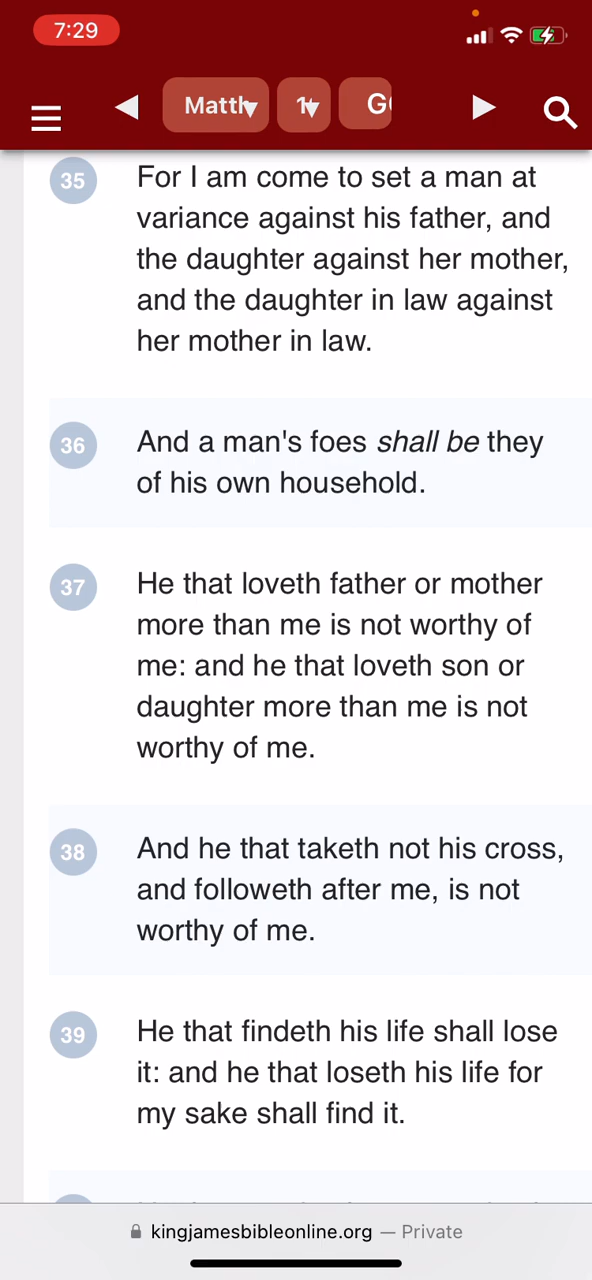 7:29
Matth
1
G
35
For I am come to set a man at
variance against his father, and
the daughter against her mother,
and the daughter in law against
her mother in law.
36
And a man's foes shall be they
of his own household.
37
He that loveth father or mother
more than me is not worthy of
me: and he that loveth son or
daughter more than me is not
worthy of me.
38
And he that taketh not his cross,
and followeth after me, is not
worthy of me.
39
He that findeth his life shall lose
it: and he that loseth his life for
my sake shall find it.
kingjamesbibleonline.org — Private